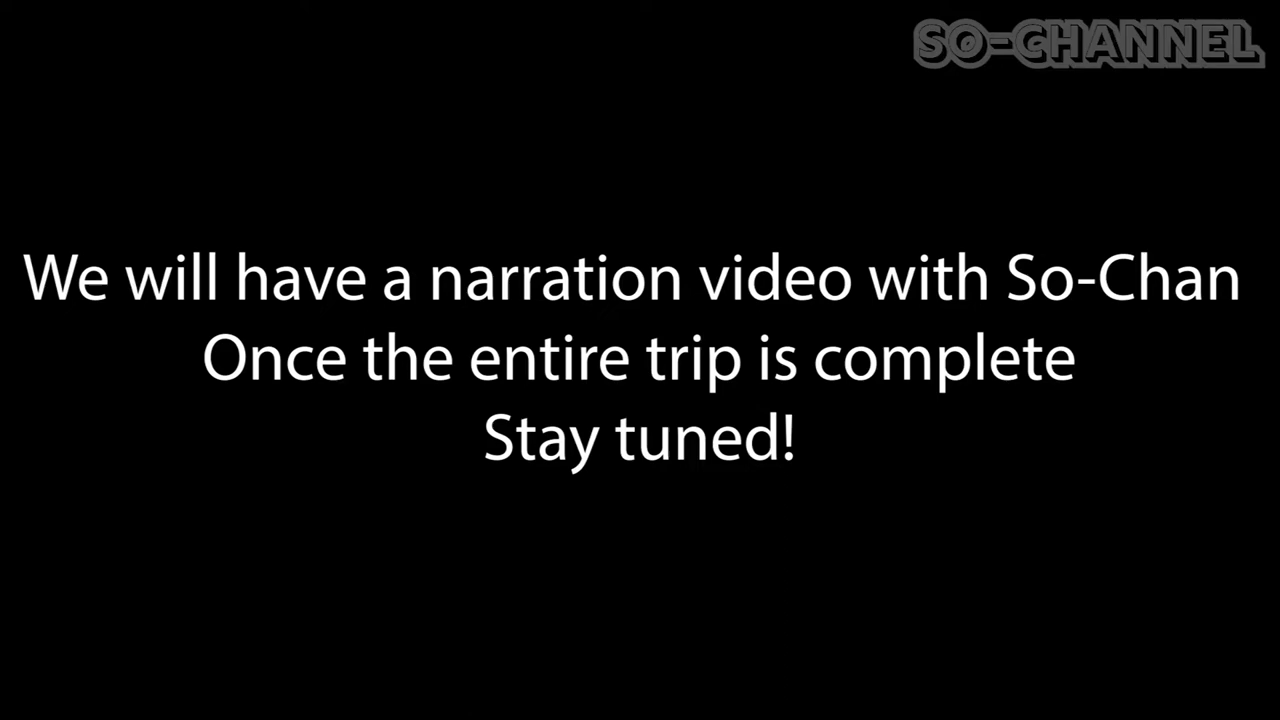 SO-CHANNEL
We will have a narration video with So-Chan
Once the entire trip is complete
Stay tuned!